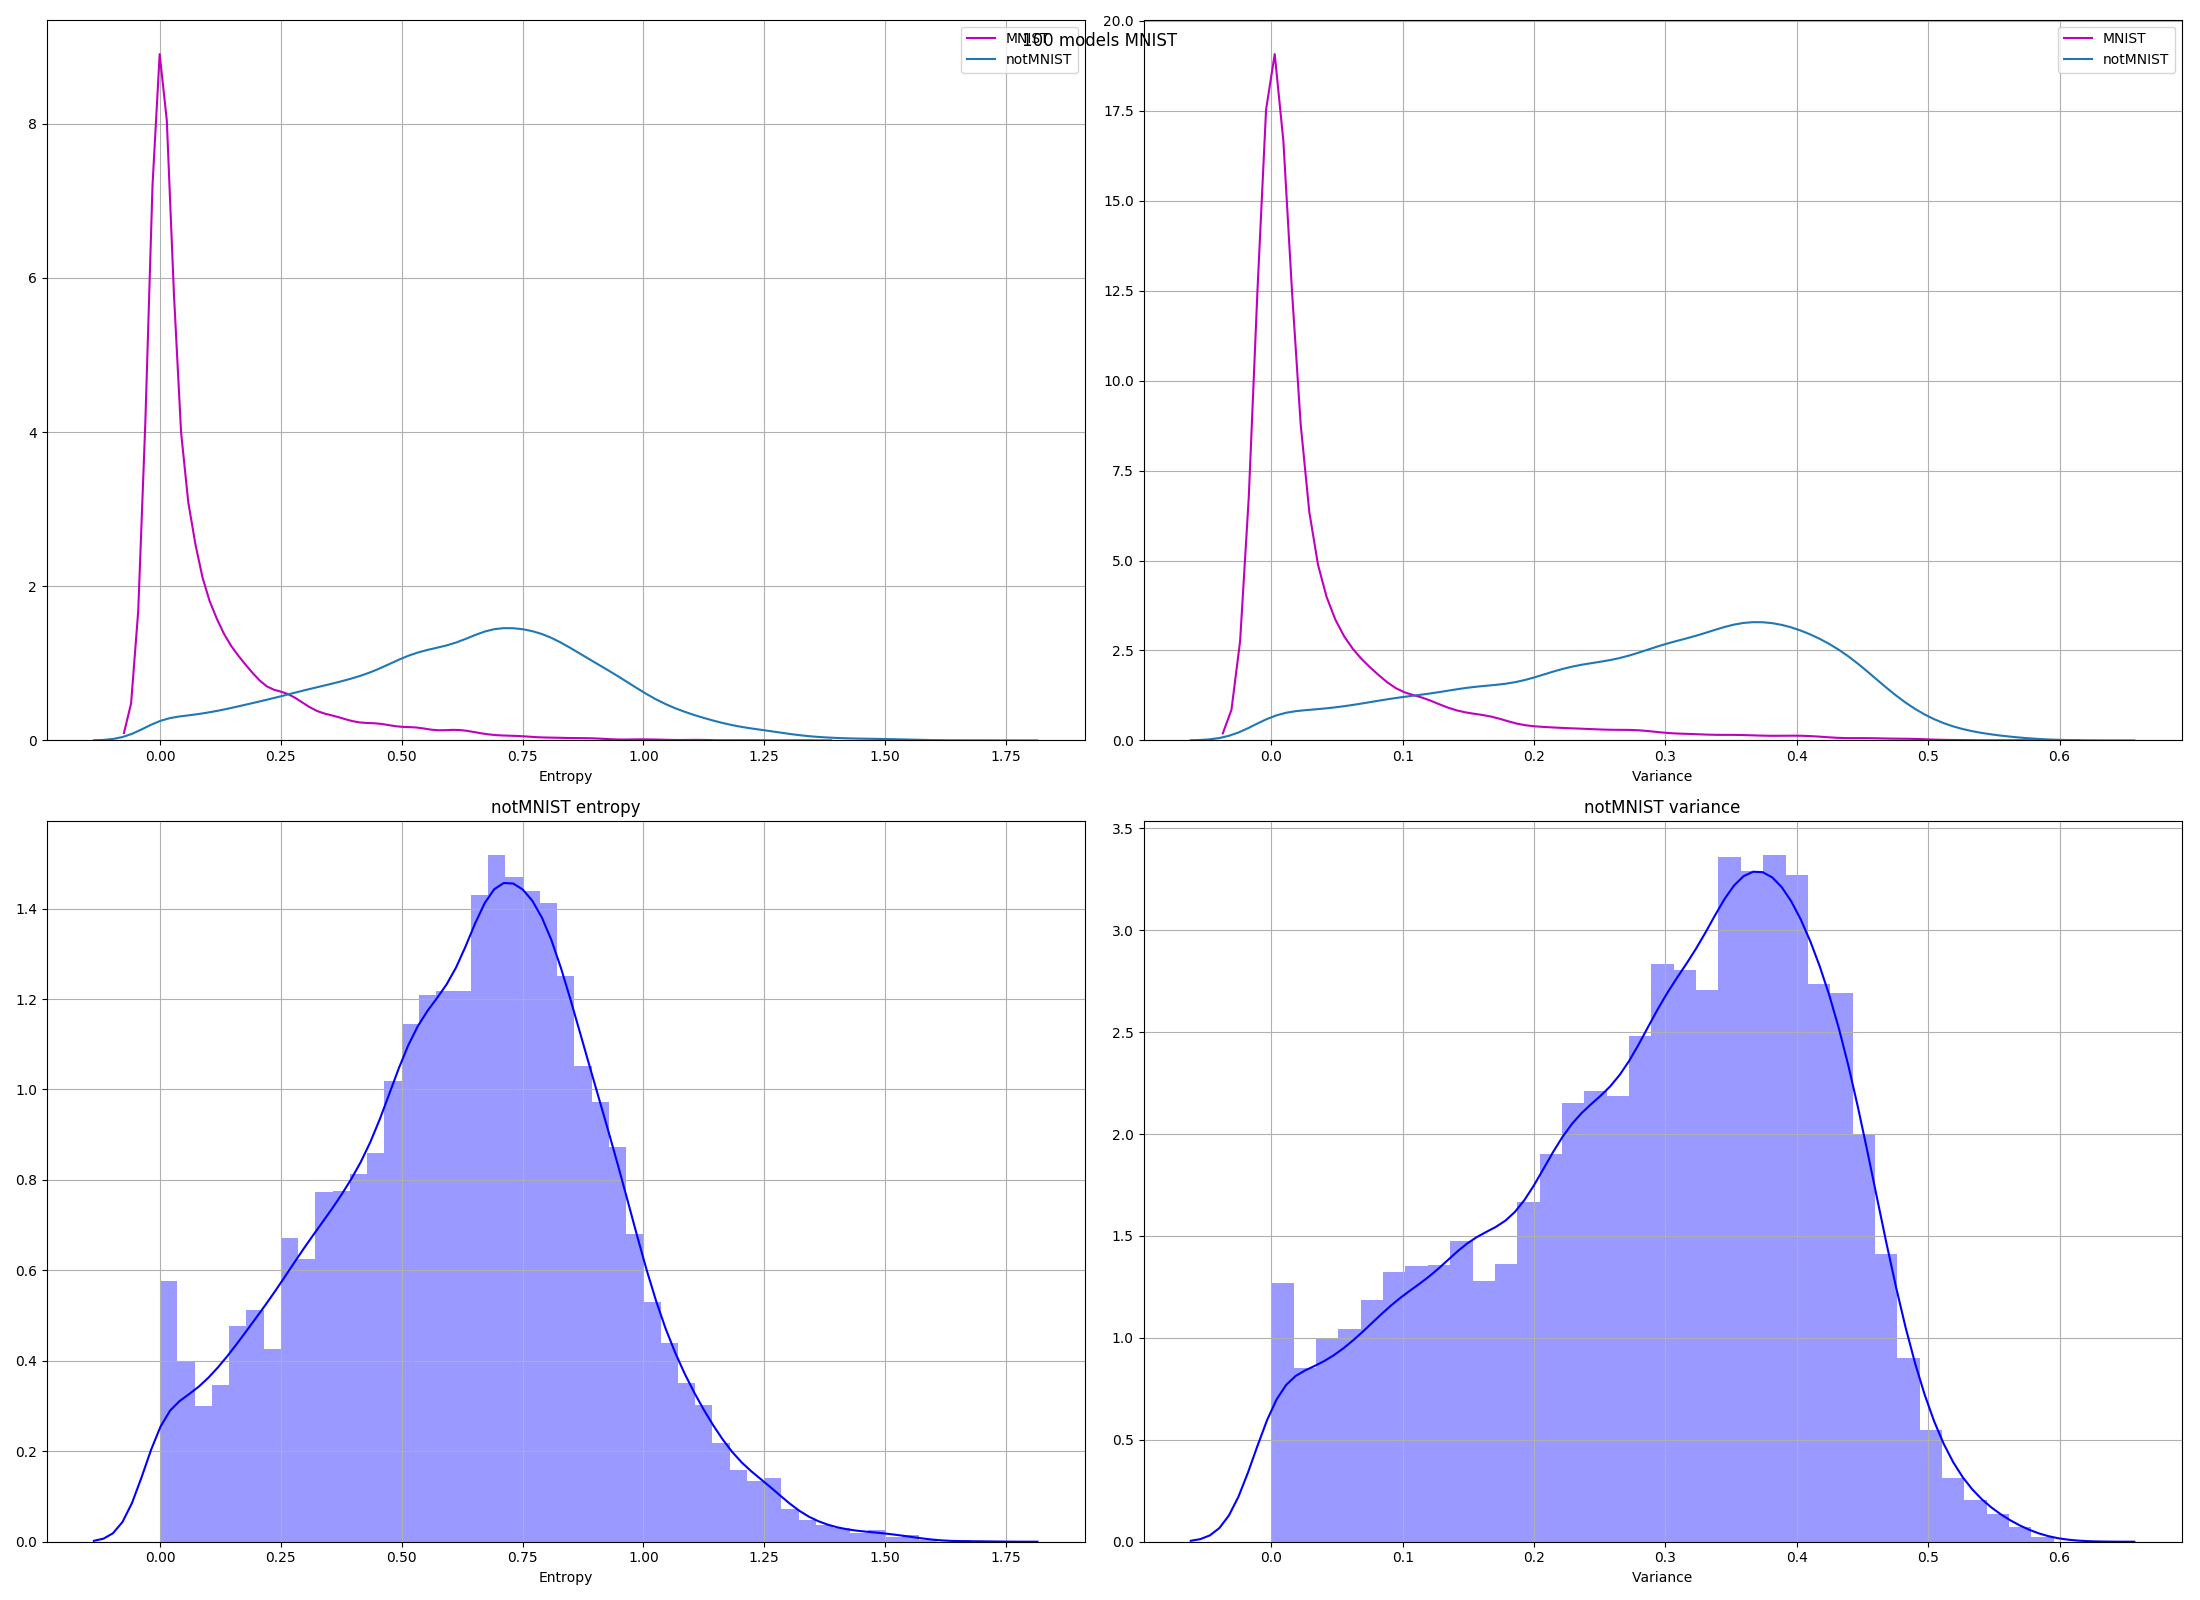 100 models MNIST
MNIST
notMNIST
8
6
4
2
0
0.00 0.25 0.50 0.75 1.00 1.25 1.50 1.75
Entropy
MNIST
notMNIST
20.0
17.5
15.0
12.5
10.0
7.5
5.0
2.5
0.0
0.0 0.1 0.2 0.3 0.4 0.5 0.6
Variance
notMNIST entropy
1.4
1.2
1.0
0.8
0.6
0.4
0.2
0.0
0.00 0.25 0.50 0.75 1.00 1.25 1.50 1.75
Entropy
notMNIST variance
3.5
3.0
2.5
2.0
1.5
1.0
0.5
0.0
0.0 0.1 0.2 0.3 0.4 0.5 0.6
Variance